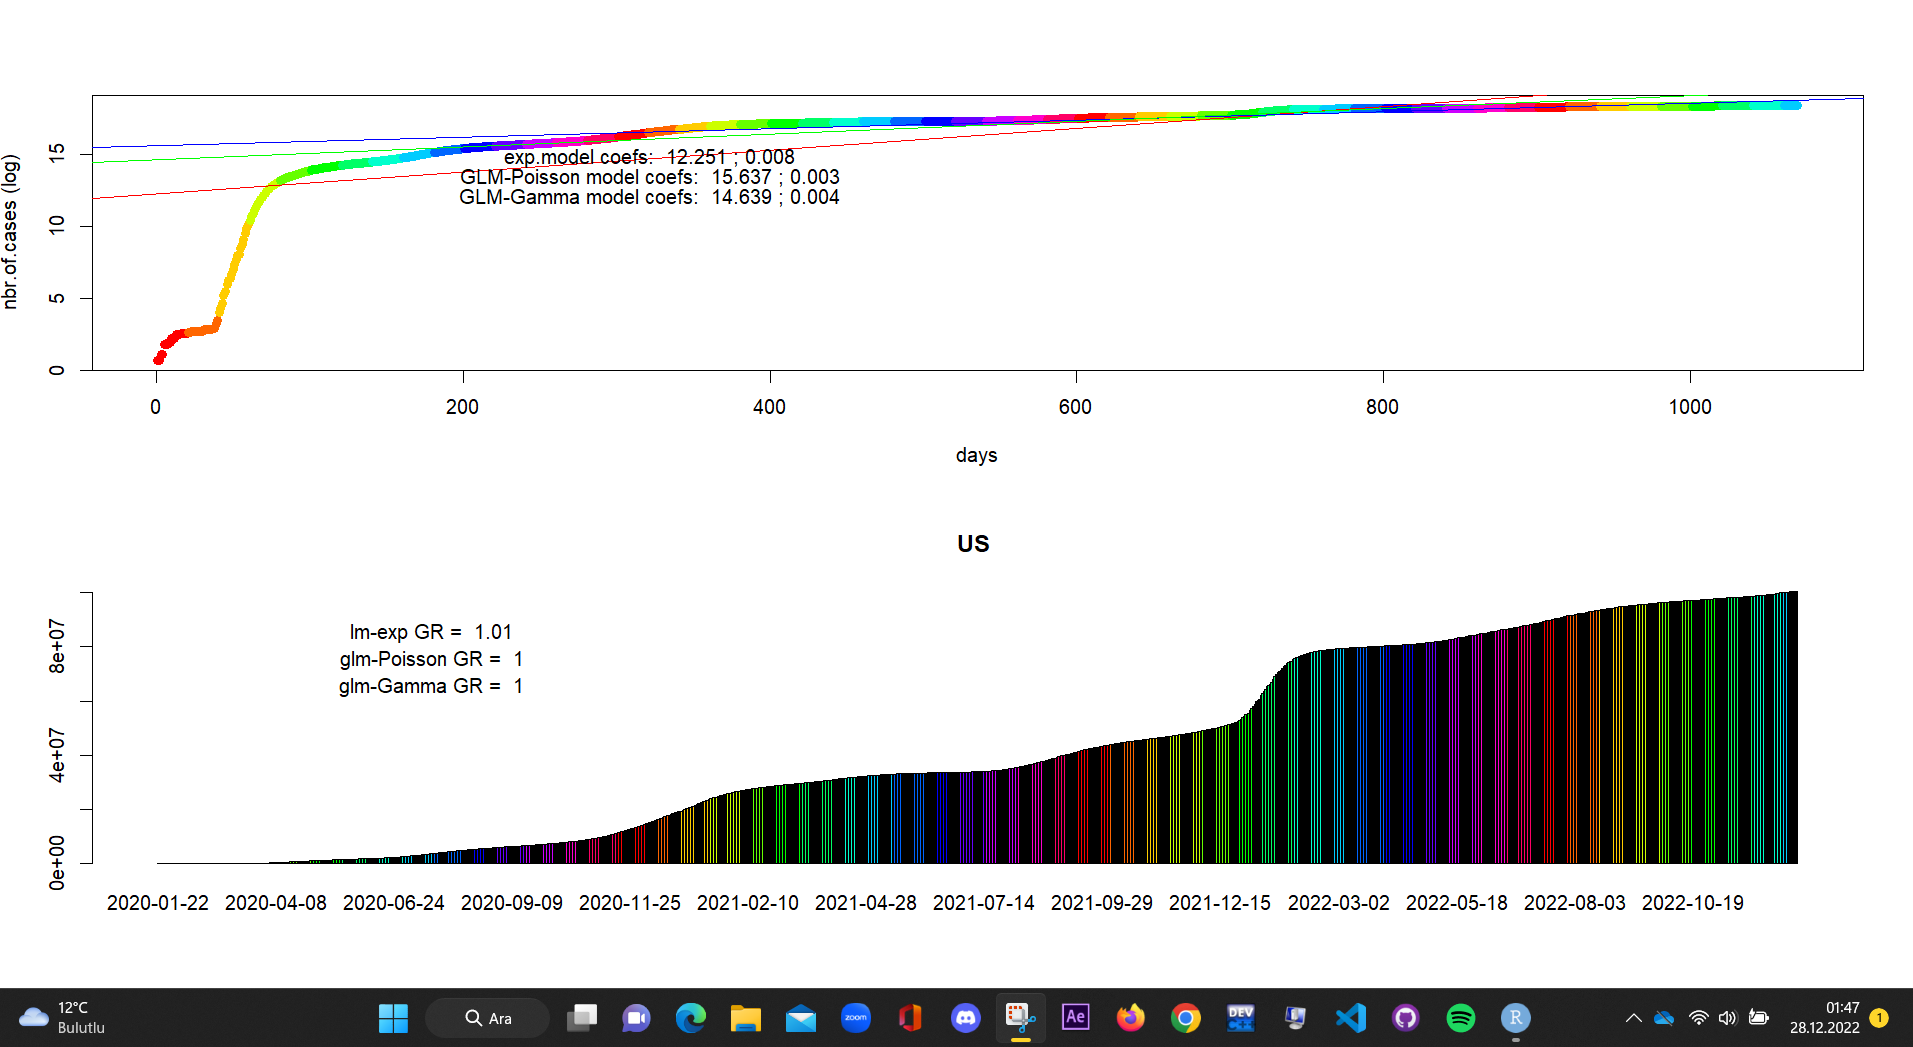 nbr.of.cases (log)
15
10
5
0
exp.model coefs:  12.251 ; 0.008
GLM-Poisson model coefs:  15.637 ; 0.003
GLM-Gamma model coefs:  14.639 ; 0.004
0 200 400 600 800 1000
days
US
8e+07
4e+07
0e+00
lm-exp GR =  1.01
glm-Poisson GR =  1
glm-Gamma GR =  1
2020-01-22 2020-04-08 2020-06-24 2020-09-09 2020-11-25 2021-02-10 2021-04-28 2021-07-14 2021-09-29 2021-12-15 2022-03-02 2022-05-18 2022-08-03 2022-10-19
12°C
Bulutlu
Ara
zoom
Ae
DEV
C++
R
01:47
28.12.2022
1